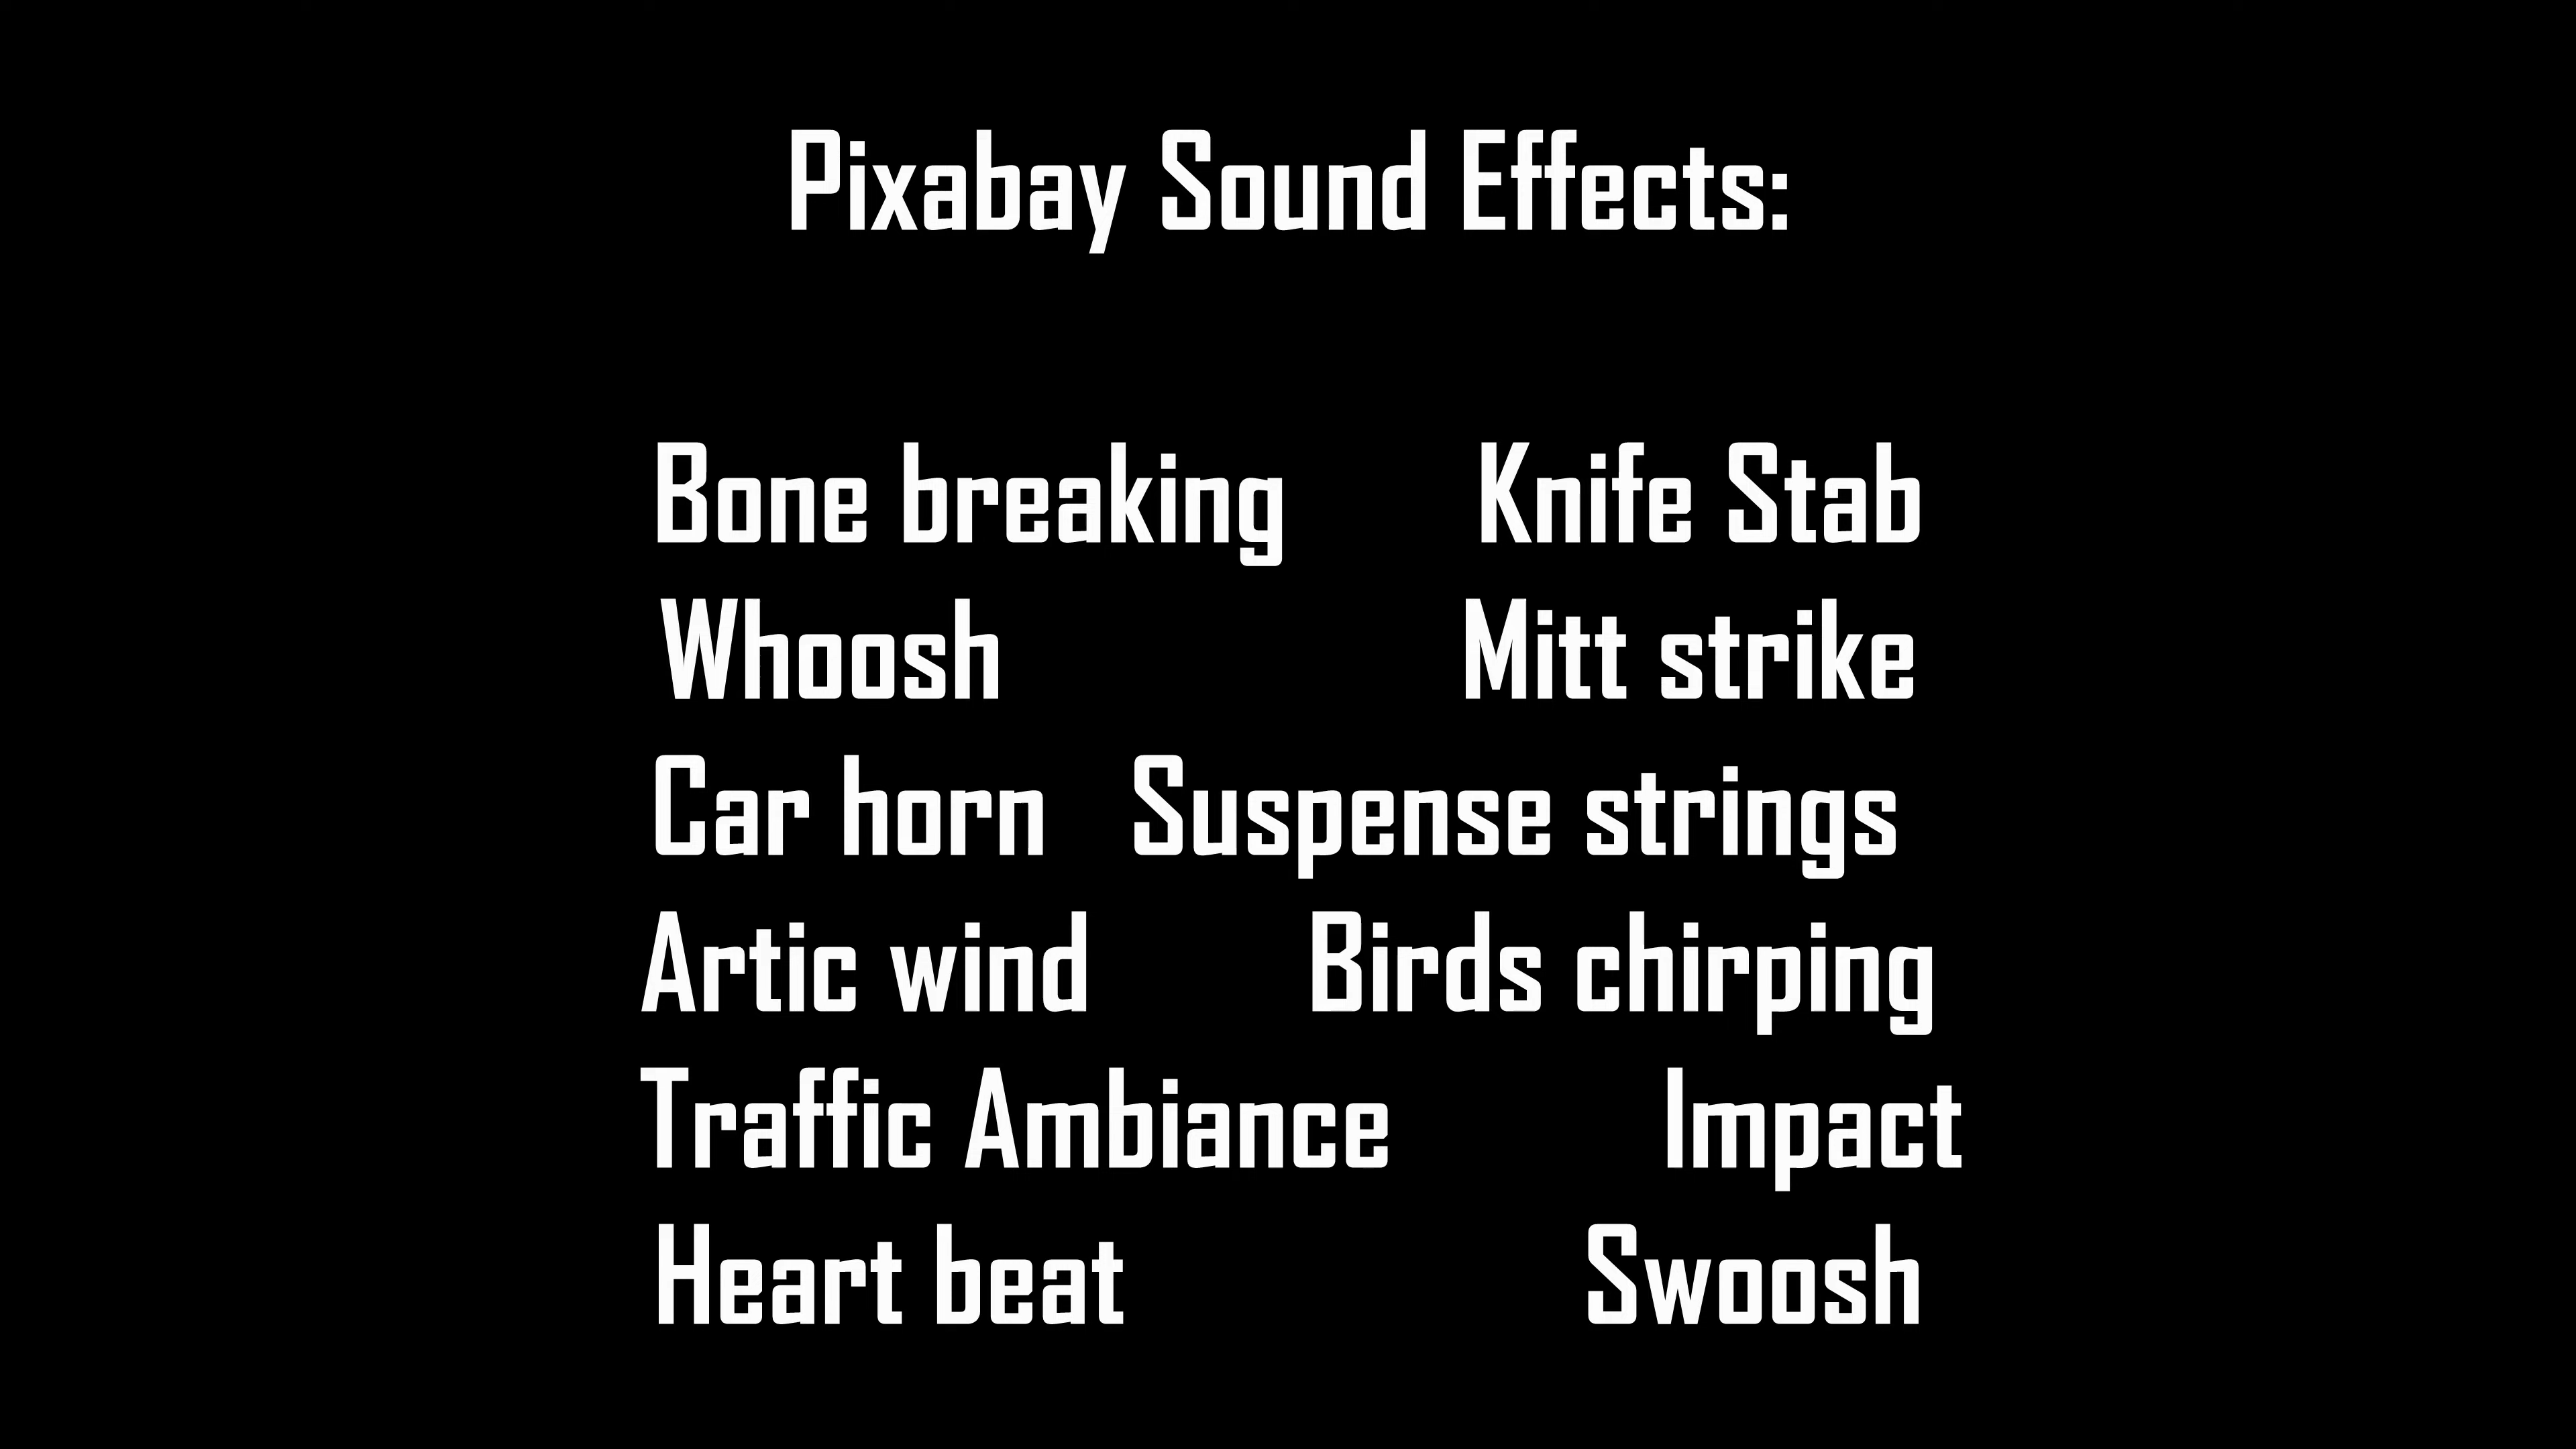 Pixabay Sound Effects:
Bone breaking Knife Stab
Whoosh Mitt strike
Car horn Suspense strings
Artic wind Birds chirping
Traffic Ambiance Impact
Heart beat Swoosh